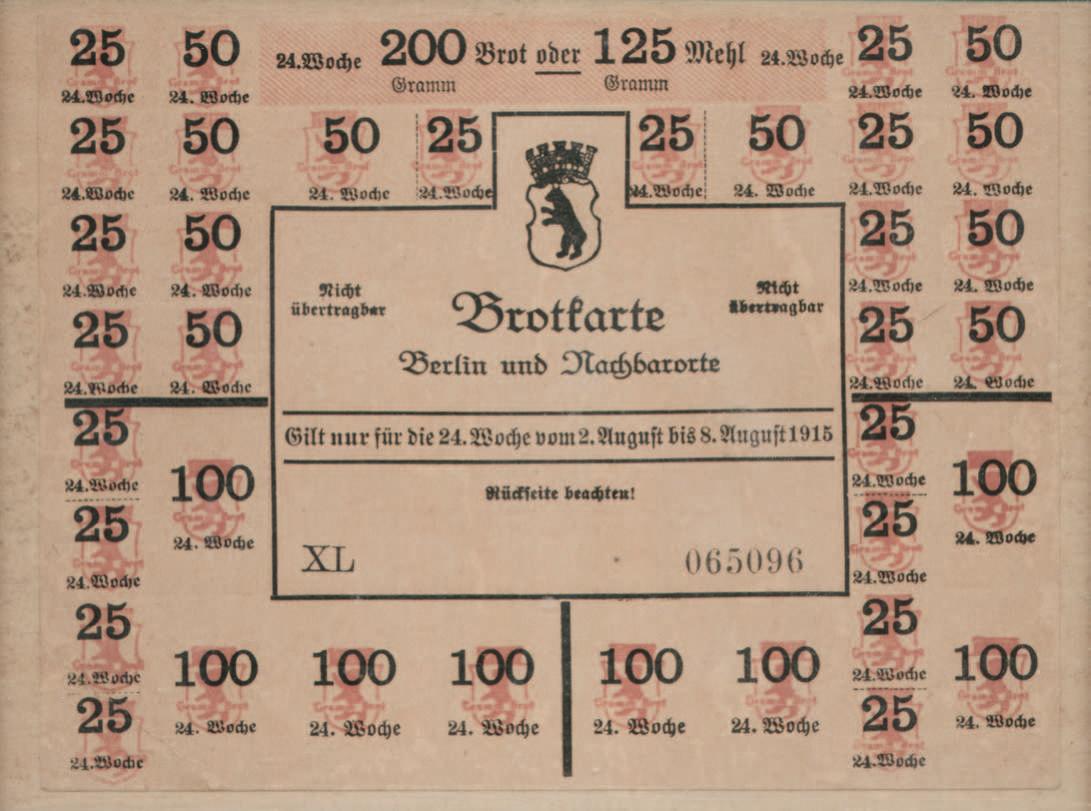 25 50 24.Woche 200 Brot oder 125 Mehl 24.Woche 25 50
Gramm Gramm
24.Woche 24. Woche 24.Woche 24. Woche
25 50 50 25 25 50 25 50
24.Woche 24. Woche 24. Woche 24.Woche 24.Woche 24. Woche 24.Woche 24. Woche
25 50 25 50
24.Woche 24. Woche 24.Woche 24. Woche
Nicht Nicht
übertragbar übertragbar
Brotkarte
25 50 25 50
Berlin und Nachbarorte
24.Woche 24. Woche 24.Woche 24. Woche
25 25
Gilt nur für die 24.Woche vom 2. August bis 8. August 1915
100 100
24.Woche 24.Woche
Rückseite beachten!
25 25
24. Woche 24. Woche
XL 065096
24.Woche 24.Woche
25 25
100 100 100 100 100 100
24.Woche 24.Woche
25 25
24. Woche 24. Woche 24. Woche 24. Woche 24. Woche 24. Woche
24.Woche 24.Woche